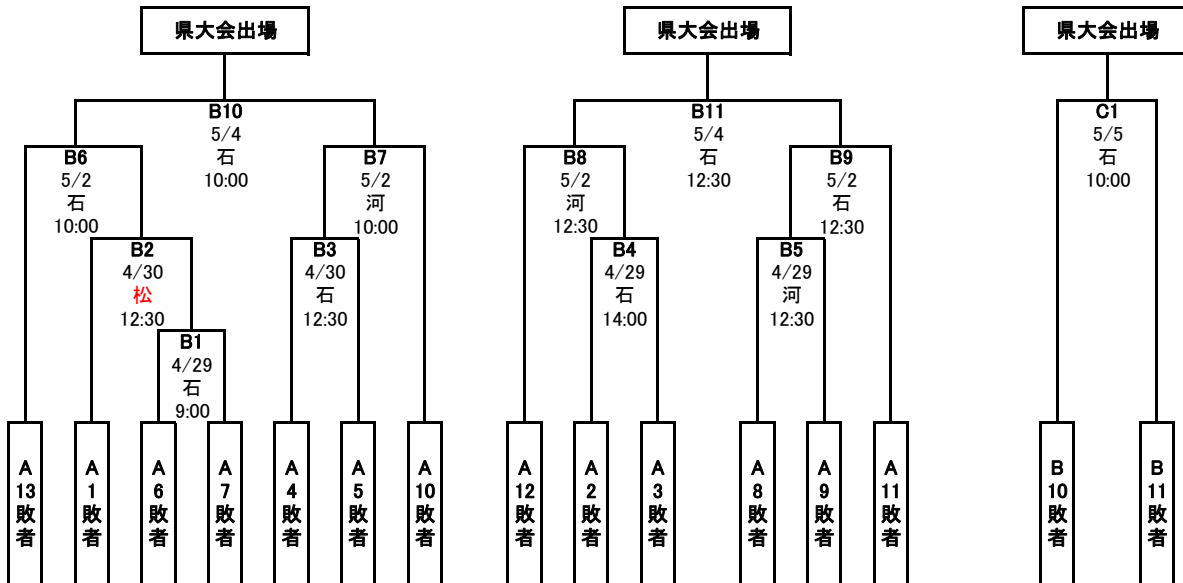 県大会出場
県大会出場
県大会出場
B10
5/4
石
10:00
B11
5/4
石
12:30
C1
5/5
石
10:00
B6
5/2
石
10:00
B7
5/2
河
10:00
B8
5/2
河
12:30
B9
5/2
石
12:30
B2
4/30
松
12:30
B3
4/30
石
12:30
B4
4/29
石
14:00
B5
4/29
河
12:30
B1
4/29
石
9:00
A13敗者
A1敗者
A6敗者
A7敗者
A4敗者
A5敗者
A10敗者
A12敗者
A2敗者
A3敗者
A8敗者
A9敗者
A11敗者
B10敗者
B11敗者